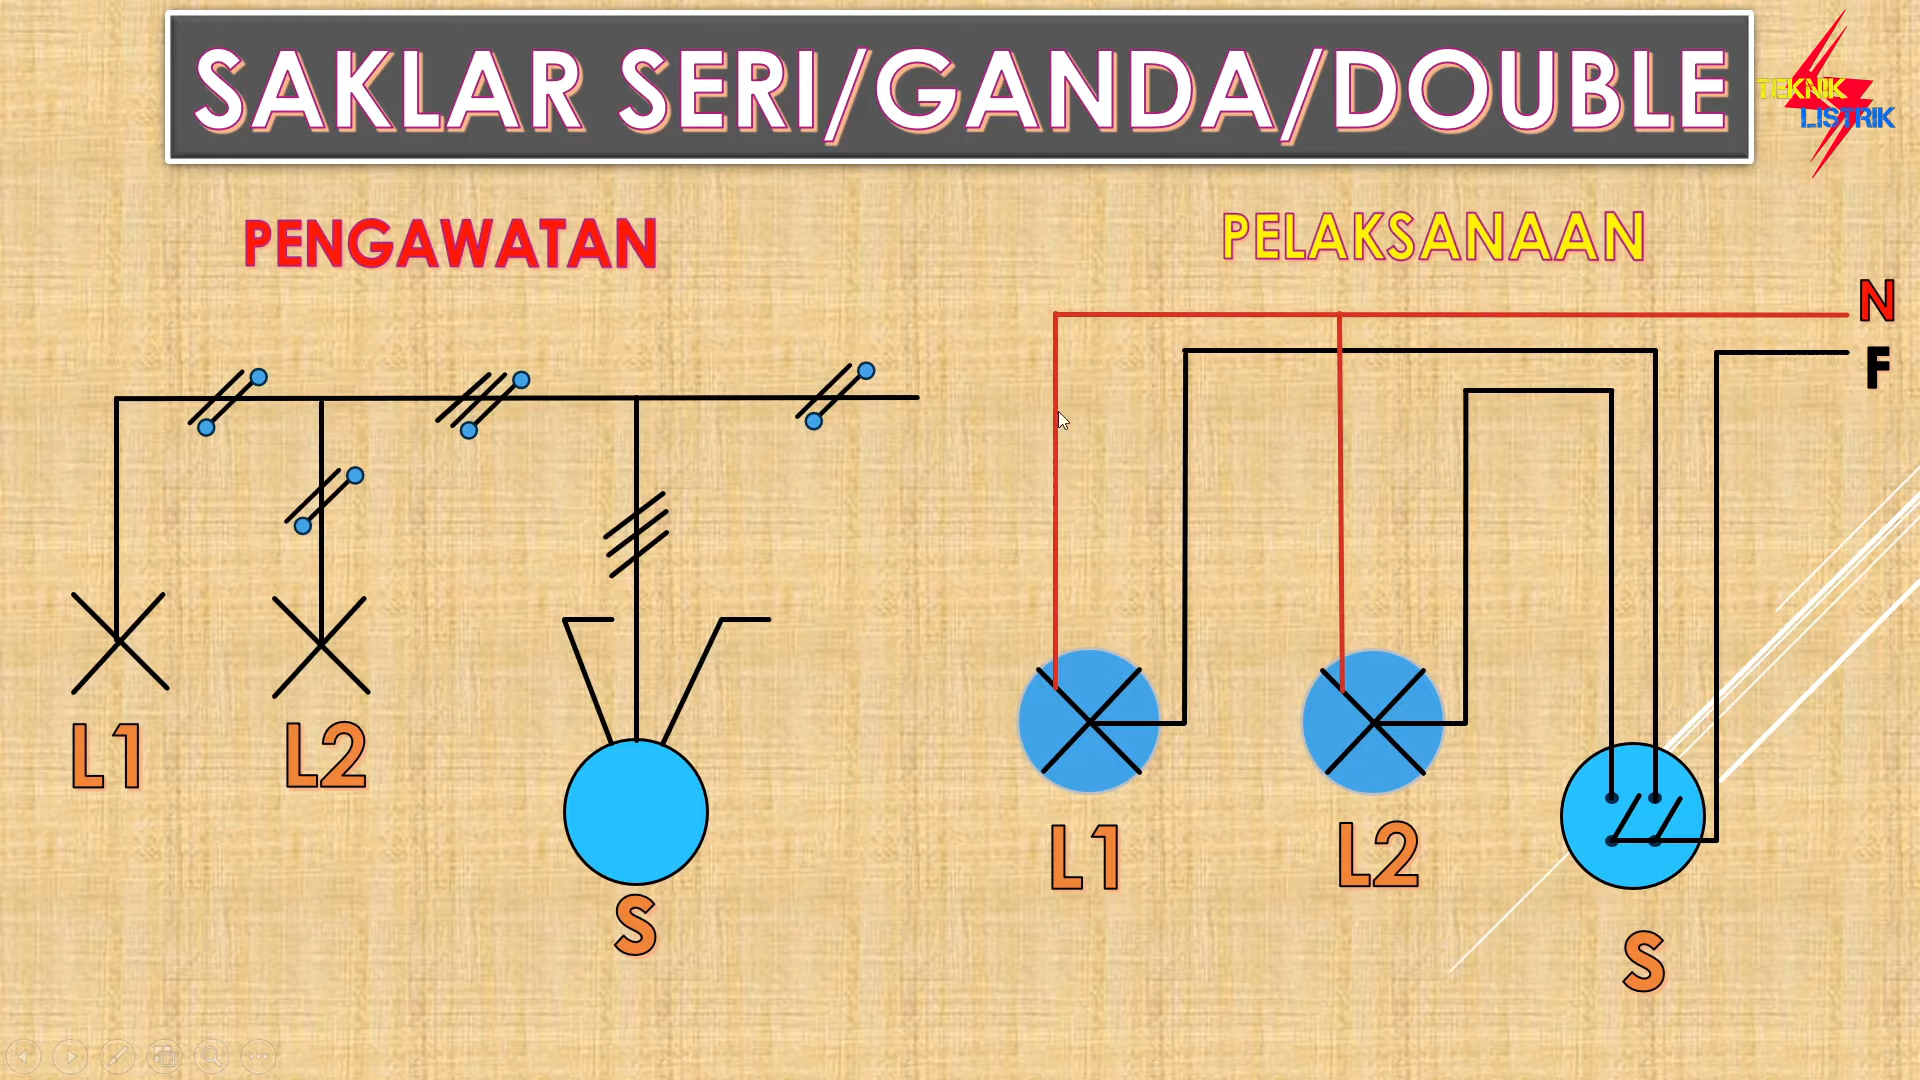 SAKLAR SERI/GANDA/DOUBLE
TEKNIK
LISTRIK
PENGAWATAN
L1
L2
S
PELAKSANAAN
N
F
L1
L2
S